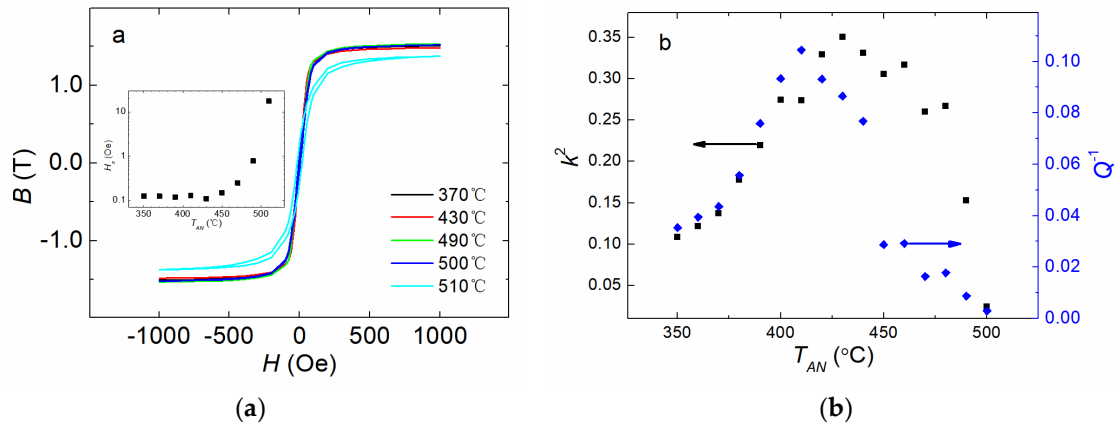 a
1.0
0.0
-1.0
B (T)
10
1
0.1
H_c (Oe)
350 400 450 500
T_AN (℃)
370℃
430℃
490℃
500℃
510℃
-1000 -500 0 500 1000
H (Oe)
(a)
b
0.35
0.30
0.25
0.20
0.15
0.10
0.05
k²
0.10
0.08
0.06
0.04
0.02
0.00
Q⁻¹
350 400 450 500
T_AN (°C)
(b)